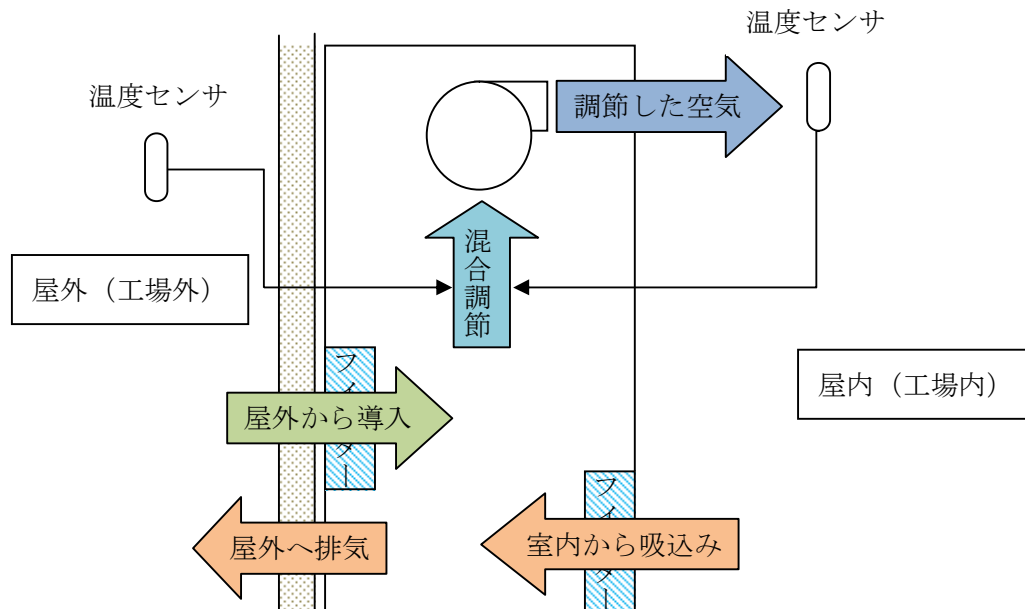 温度センサ
温度センサ
調節した空気
混合調節
屋外（工場外）
屋内（工場内）
フィルター
屋外から導入
フィルター
屋外へ排気
室内から吸込み